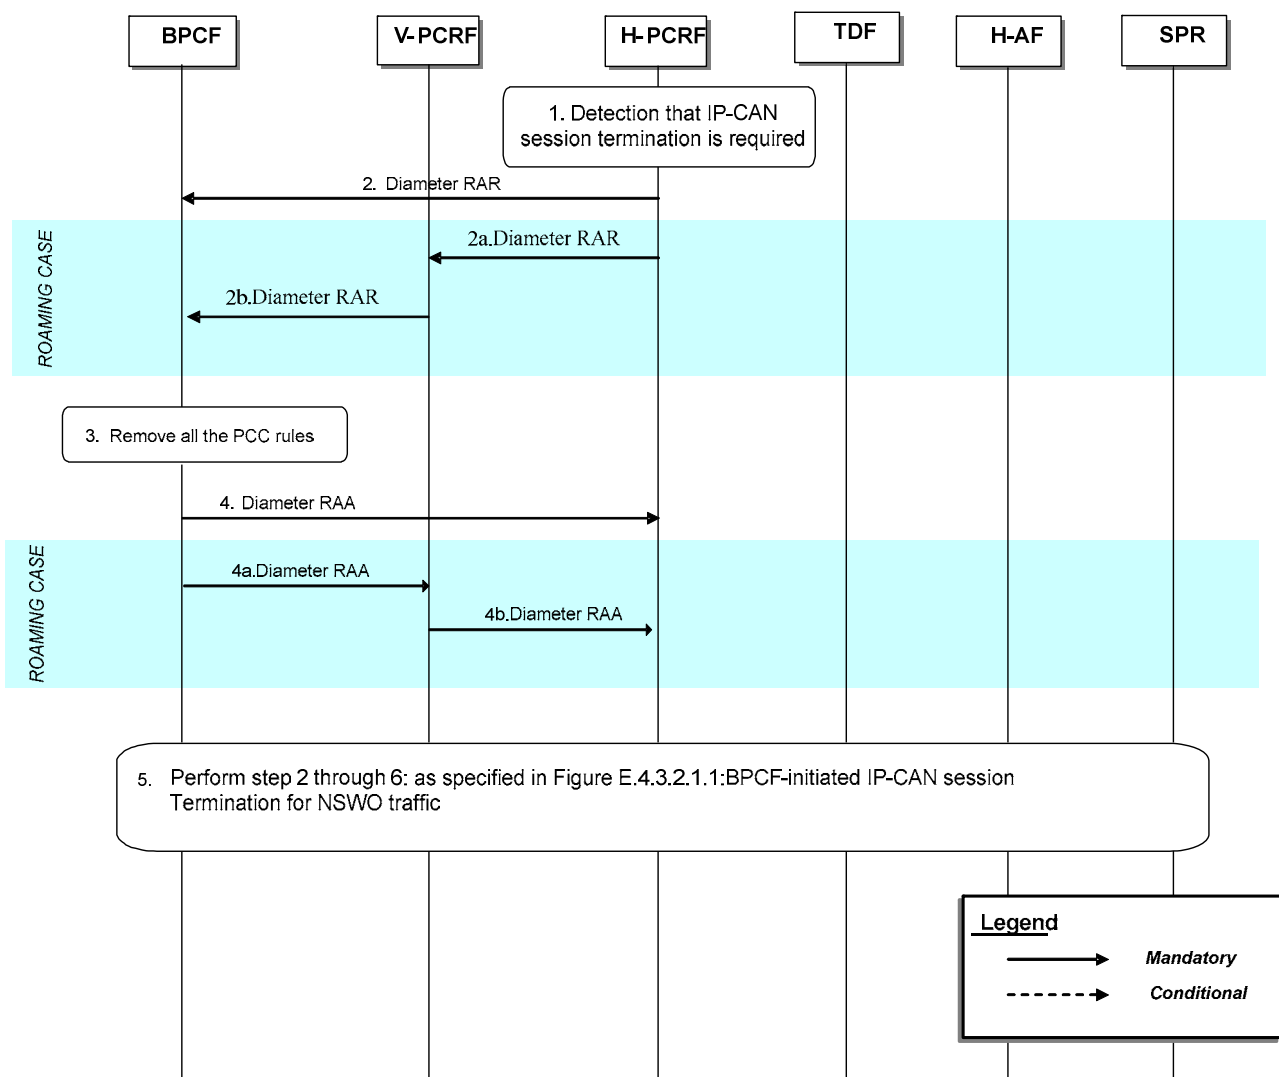 BPCF
V-PCRF
H-PCRF
TDF
H-AF
SPR
1. Detection that IP-CAN
session termination is required
2. Diameter RAR
ROAMING CASE
2a.Diameter RAR
2b.Diameter RAR
3. Remove all the PCC rules
4. Diameter RAA
ROAMING CASE
4a.Diameter RAA
4b.Diameter RAA
5. Perform step 2 through 6: as specified in Figure E.4.3.2.1.1:BPCF-initiated IP-CAN session
Termination for NSWO traffic
Legend
Mandatory
Conditional